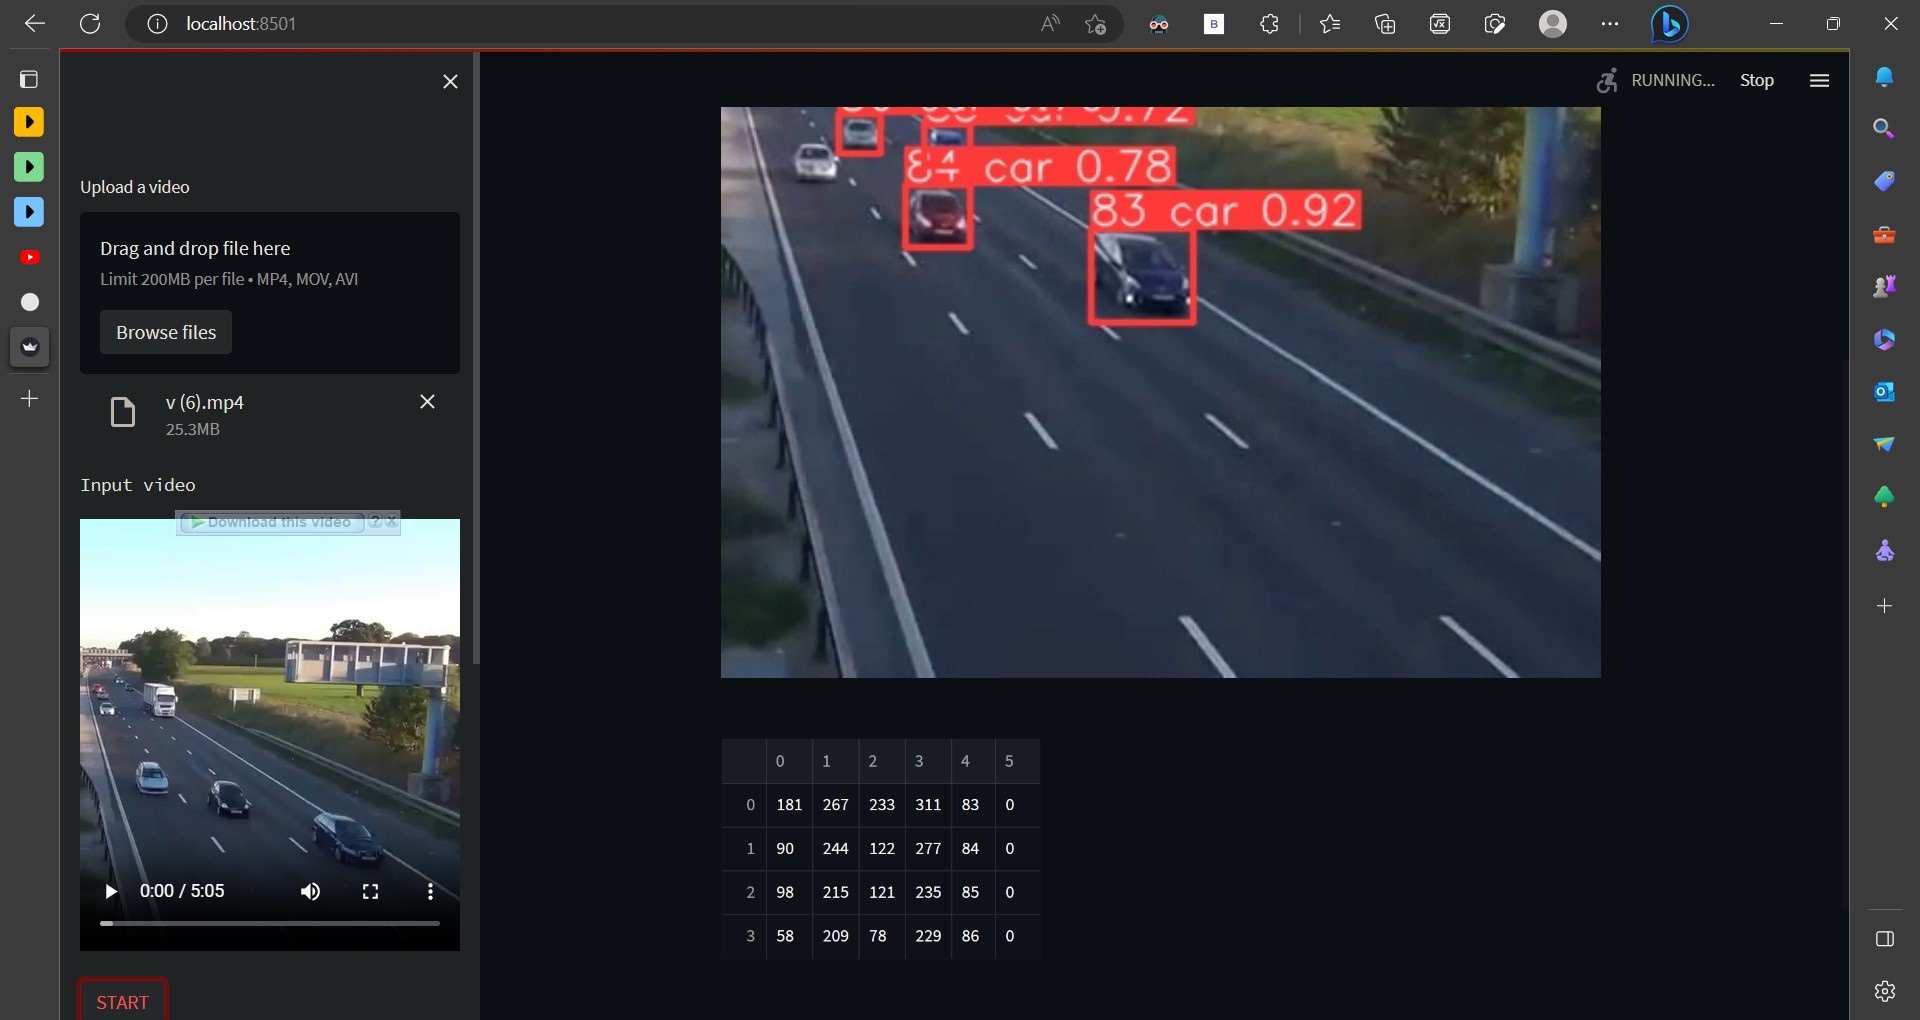 localhost:8501
RUNNING...
Stop
Upload a video
Drag and drop file here
Limit 200MB per file • MP4, MOV, AVI
Browse files
v (6).mp4
25.3MB
Input video
Download this video
0:00 / 5:05
START
84 car 0.78
83 car 0.92
0 1 2 3 4 5
0 181 267 233 311 83 0
1 90 244 122 277 84 0
2 98 215 121 235 85 0
3 58 209 78 229 86 0